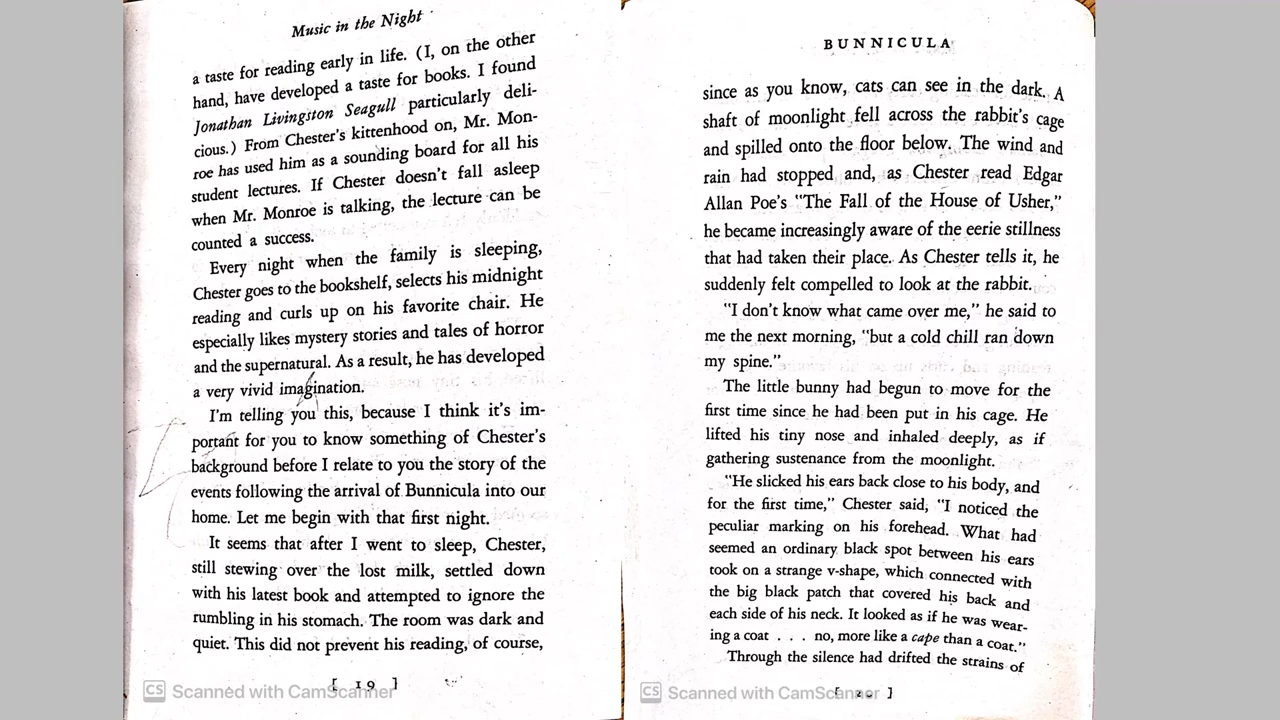 Music in the Night
a taste for reading early in life. (I, on the other
hand, have developed a taste for books. I found
Jonathan Livingston Seagull particularly deli-
cious.) From Chester's kittenhood on, Mr. Mon-
roe has used him as a sounding board for all his
student lectures. If Chester doesn't fall asleep
when Mr. Monroe is talking, the lecture can be
counted a success.
Every night when the family is sleeping,
Chester goes to the bookshelf, selects his midnight
reading and curls up on his favorite chair. He
especially likes mystery stories and tales of horror
and the supernatural. As a result, he has developed
a very vivid imagination.
I'm telling you this, because I think it's im-
portant for you to know something of Chester's
background before I relate to you the story of the
events following the arrival of Bunnicula into our
home. Let me begin with that first night.
It seems that after I went to sleep, Chester,
still stewing over the lost milk, settled down
with his latest book and attempted to ignore the
rumbling in his stomach. The room was dark and
quiet. This did not prevent his reading, of course,
[ 19 ]
CS Scanned with CamScanner
BUNNICULA
since as you know, cats can see in the dark. A
shaft of moonlight fell across the rabbit's cage
and spilled onto the floor below. The wind and
rain had stopped and, as Chester read Edgar
Allan Poe's "The Fall of the House of Usher,"
he became increasingly aware of the eerie stillness
that had taken their place. As Chester tells it, he
suddenly felt compelled to look at the rabbit.
"I don't know what came over me," he said to
me the next morning, "but a cold chill ran down
my spine."
The little bunny had begun to move for the
first time since he had been put in his cage. He
lifted his tiny nose and inhaled deeply, as if
gathering sustenance from the moonlight.
"He slicked his ears back close to his body, and
for the first time," Chester said, "I noticed the
peculiar marking on his forehead. What had
seemed an ordinary black spot between his ears
took on a strange v-shape, which connected with
the big black patch that covered his back and
each side of his neck. It looked as if he was wear-
ing a coat . . . no, more like a cape than a coat."
Through the silence had drifted the strains of
[ 20 ]
CS Scanned with CamScanner